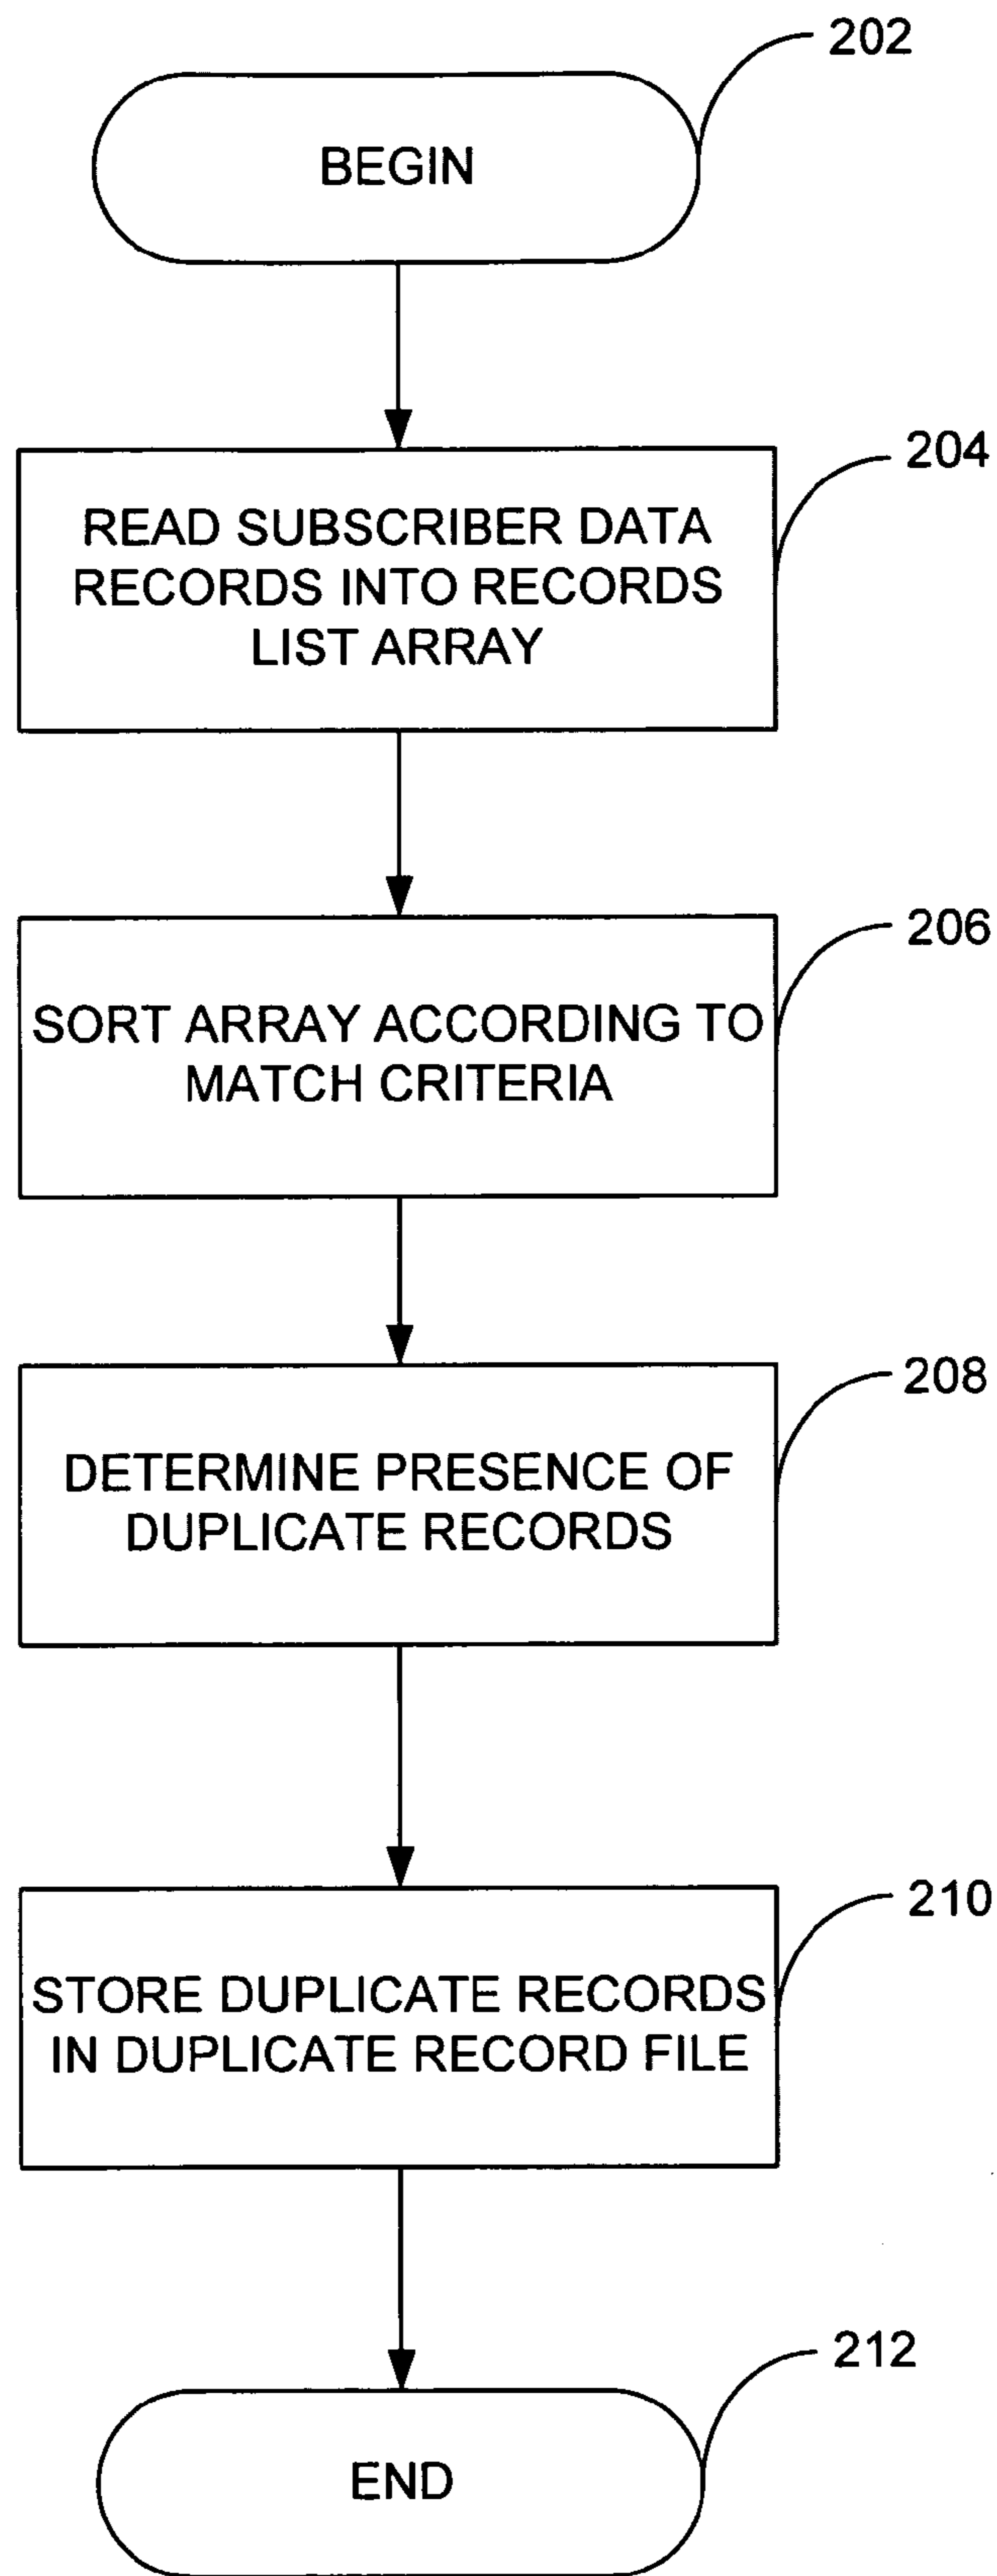 202
BEGIN
204
READ SUBSCRIBER DATA
RECORDS INTO RECORDS
LIST ARRAY
206
SORT ARRAY ACCORDING TO
MATCH CRITERIA
208
DETERMINE PRESENCE OF
DUPLICATE RECORDS
210
STORE DUPLICATE RECORDS
IN DUPLICATE RECORD FILE
212
END